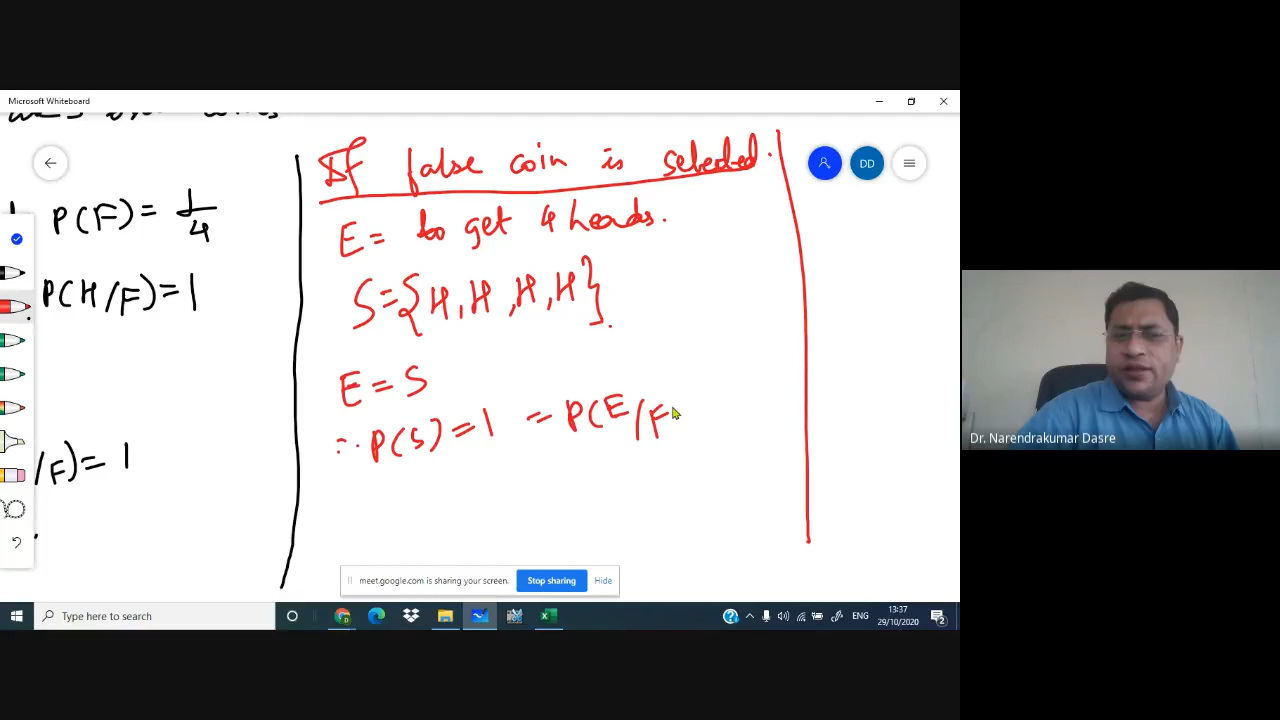 Microsoft Whiteboard
P(F) = 1/4
P(H/F) = 1
/F) = 1
If false coin is selected.
E = to get 4 heads.
S = {H, H, H, H}.
E = S
∴ P(S) = 1 = P(E/F
DD
Dr. Narendrakumar Dasre
meet.google.com is sharing your screen. Stop sharing Hide
Type here to search
ENG
13:37
29/10/2020
2